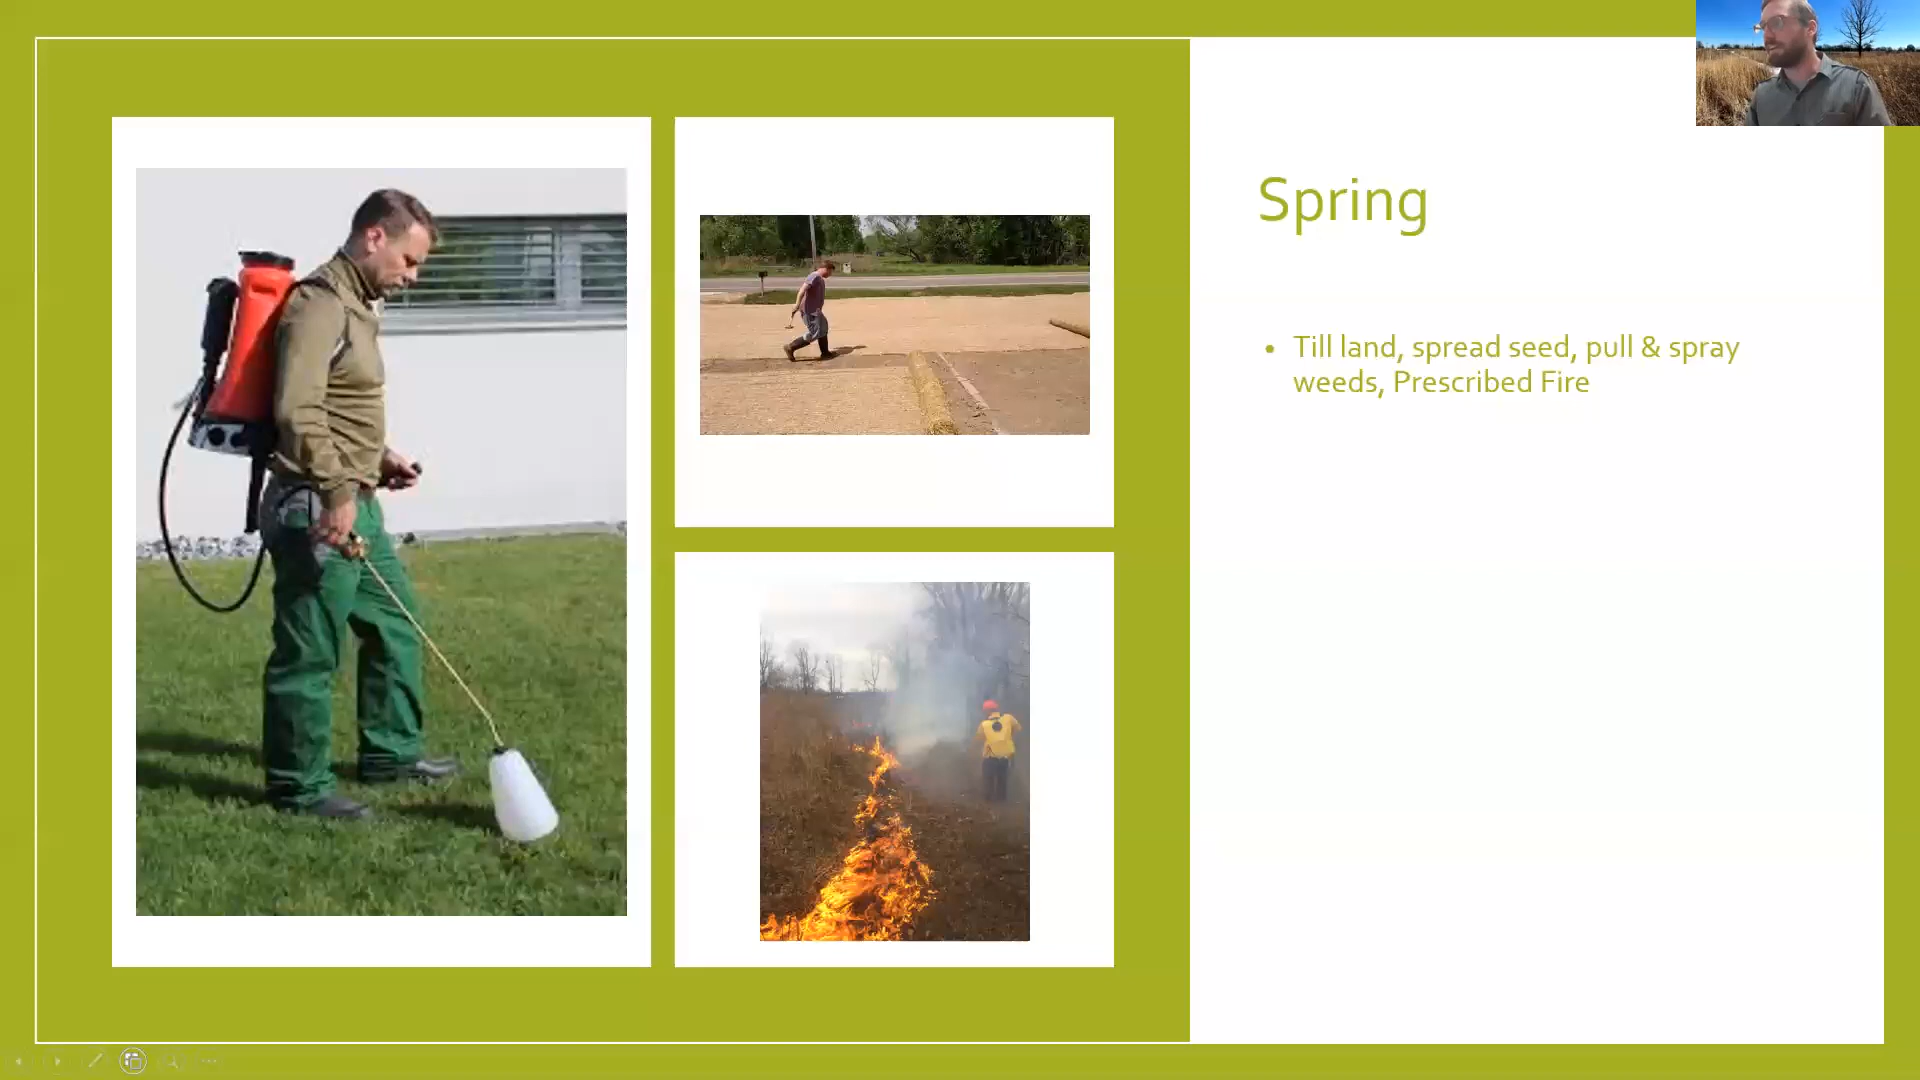 Spring
• Till land, spread seed, pull & spray
weeds, Prescribed Fire